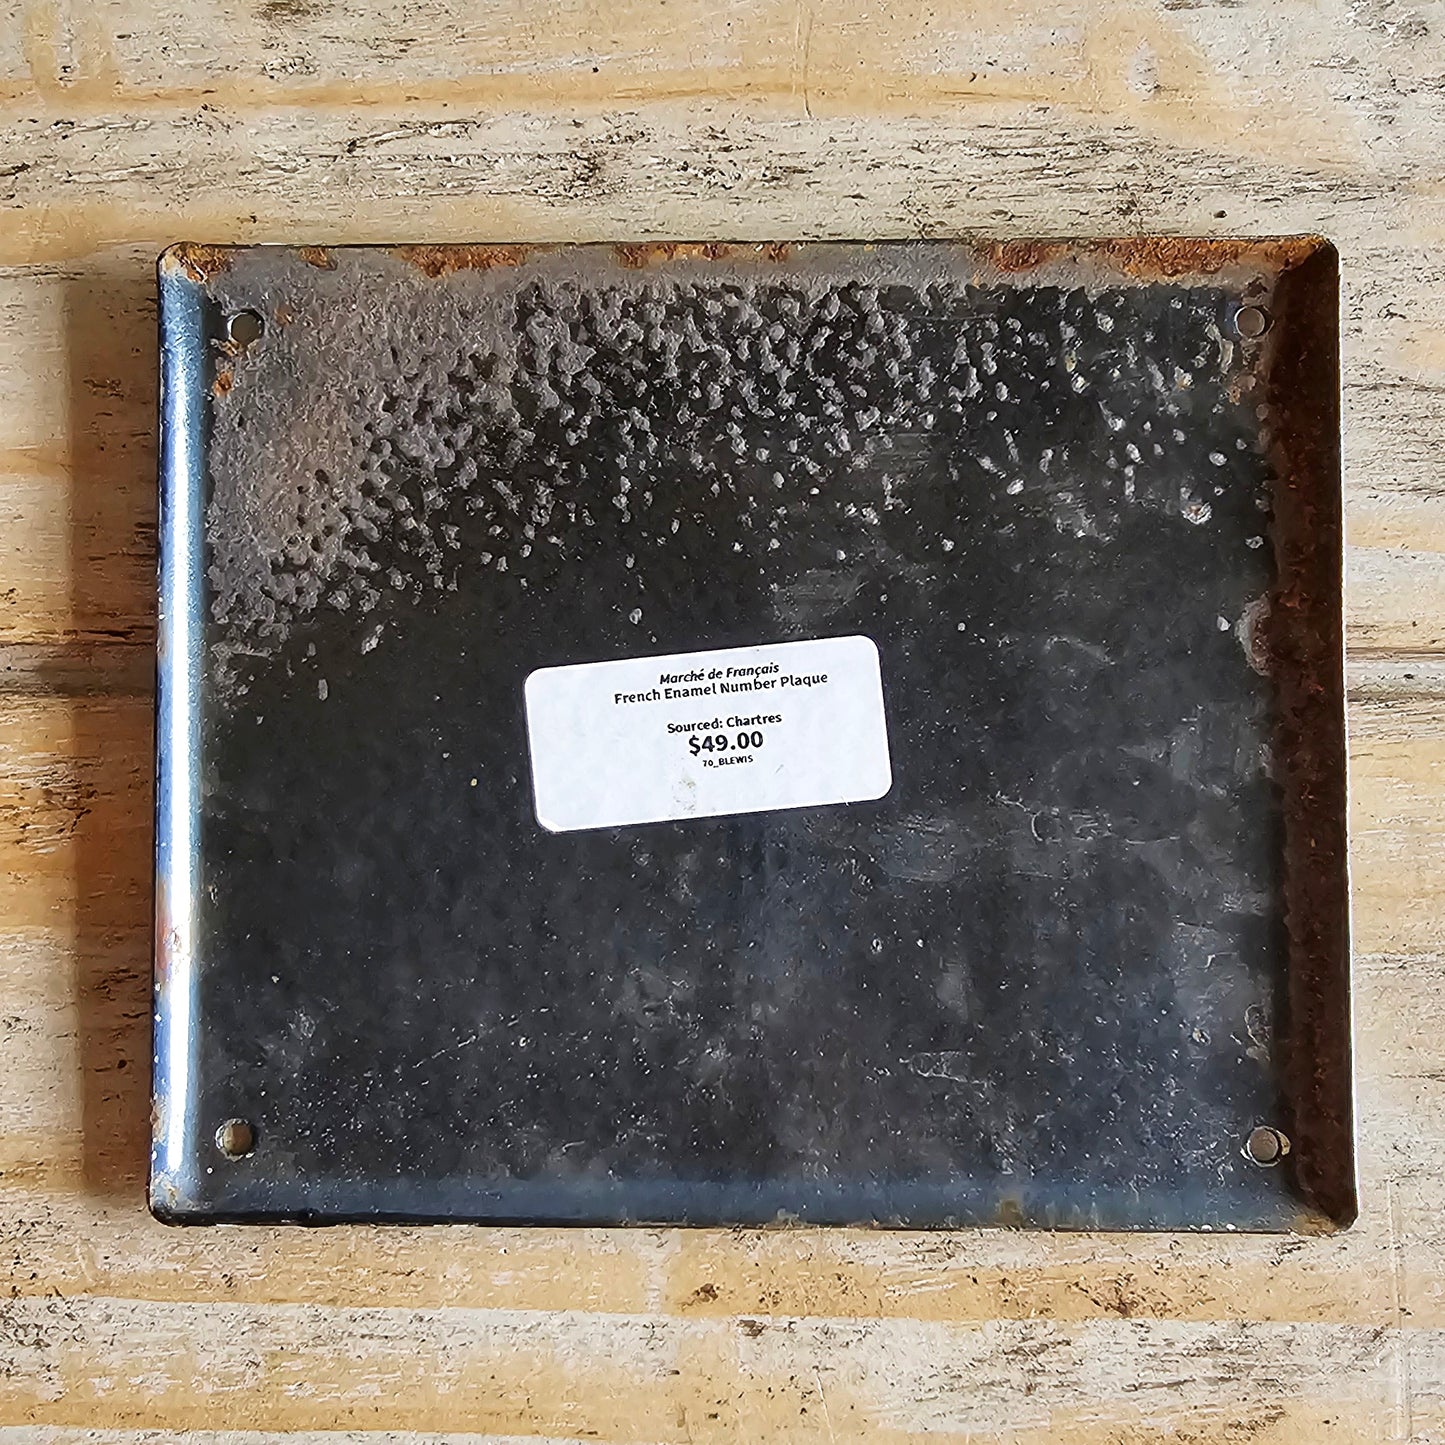 Marché de Français
French Enamel Number Plaque
Sourced: Chartres
$49.00
70_BLEWIS